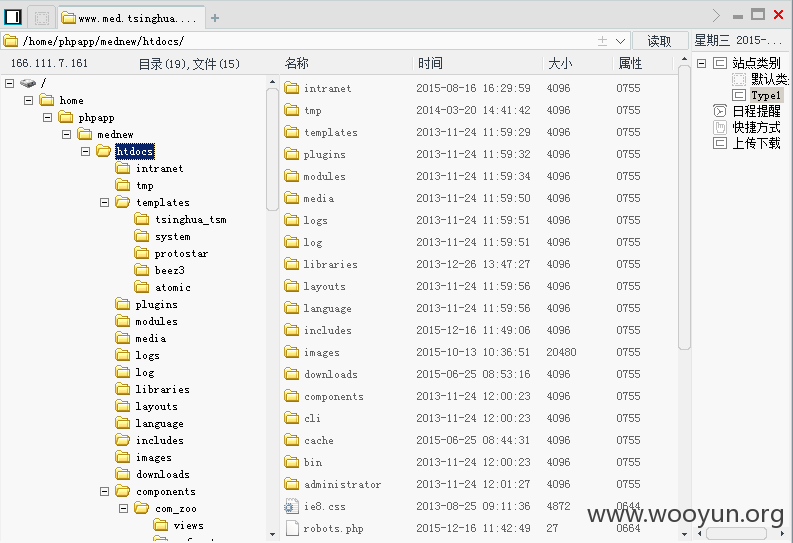 www.med.tsinghua....
/home/phpapp/mednew/htdocs/
读取
星期三 2015-...
166.111.7.161 目录(19),文件(15)
/
home
phpapp
mednew
htdocs
intranet
tmp
templates
tsinghua_tsm
system
protostar
beez3
atomic
plugins
modules
media
logs
log
libraries
layouts
language
includes
images
downloads
components
com_zoo
views
名称 时间 大小 属性
intranet 2015-08-16 16:29:59 4096 0755
tmp 2014-03-20 14:41:42 4096 0755
templates 2013-11-24 11:59:29 4096 0755
plugins 2013-11-24 11:59:32 4096 0755
modules 2013-11-24 11:59:34 4096 0755
media 2013-11-24 11:59:50 4096 0755
logs 2013-11-24 11:59:51 4096 0755
log 2013-11-24 11:59:51 4096 0755
libraries 2013-12-26 13:47:27 4096 0755
layouts 2013-11-24 11:59:56 4096 0755
language 2013-11-24 11:59:56 4096 0755
includes 2015-12-16 11:49:06 4096 0755
images 2015-10-13 10:36:51 20480 0755
downloads 2015-06-25 08:53:16 4096 0755
components 2013-11-24 12:00:23 4096 0755
cli 2013-11-24 12:00:23 4096 0755
cache 2015-06-25 08:44:31 4096 0755
bin 2013-11-24 12:00:23 4096 0755
administrator 2013-11-24 12:01:27 4096 0755
ie8.css 2013-08-25 09:11:36 4872 0644
robots.php 2015-12-16 11:42:49 27 0664
站点类别
默认类
Type1
日程提醒
快捷方式
上传下载
www.wooyun.org